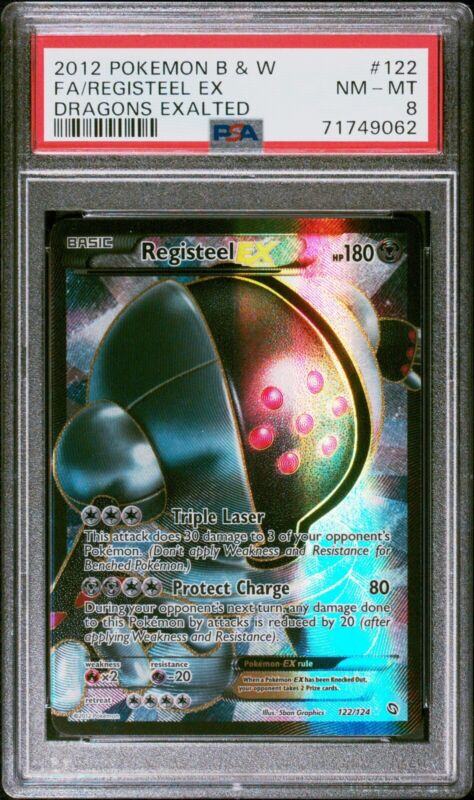 2012 POKEMON B & W #122
FA/REGISTEEL EX NM - MT
DRAGONS EXALTED 8
PSA 71749062
BASIC Registeel EX HP180
Triple Laser
This attack does 30 damage to 3 of your opponent's
Pokémon. (Don't apply Weakness and Resistance for
Benched Pokémon.)
Protect Charge 80
During your opponent's next turn, any damage done
to this Pokémon by attacks is reduced by 20 (after
applying Weakness and Resistance).
weakness resistance
×2 -20
retreat
Pokémon-EX rule
When a Pokémon-EX has been Knocked Out,
your opponent takes 2 Prize cards.
©2012 Pokémon Illus. 5ban Graphics 122/124